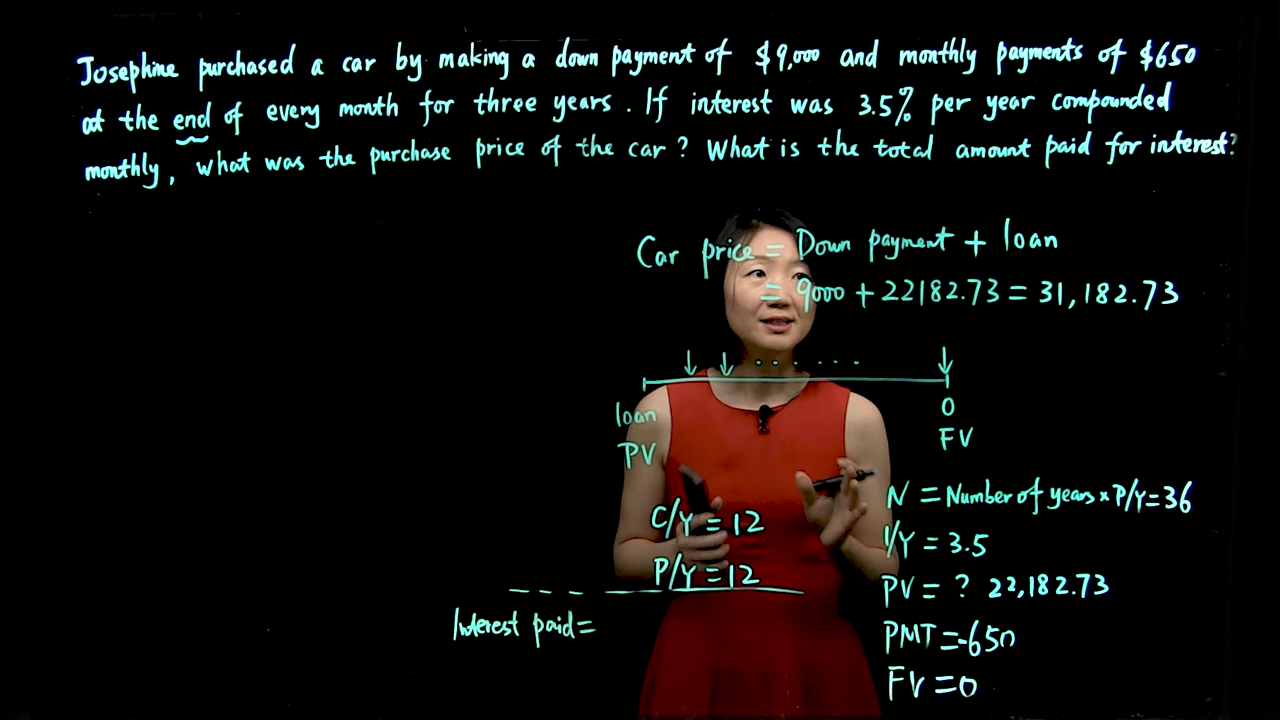 Josephine purchased a car by making a down payment of $9,000 and monthly payments of $650
at the end of every month for three years. If interest was 3.5% per year compounded
monthly, what was the purchase price of the car? What is the total amount paid for interest?
Car price = Down payment + loan
= 9000 + 22182.73 = 31,182.73
loan 0
PV FV
C/Y = 12
P/Y = 12
Interest paid =
N = Number of years × P/Y = 36
I/Y = 3.5
PV = ? 22,182.73
PMT = -650
FV = 0